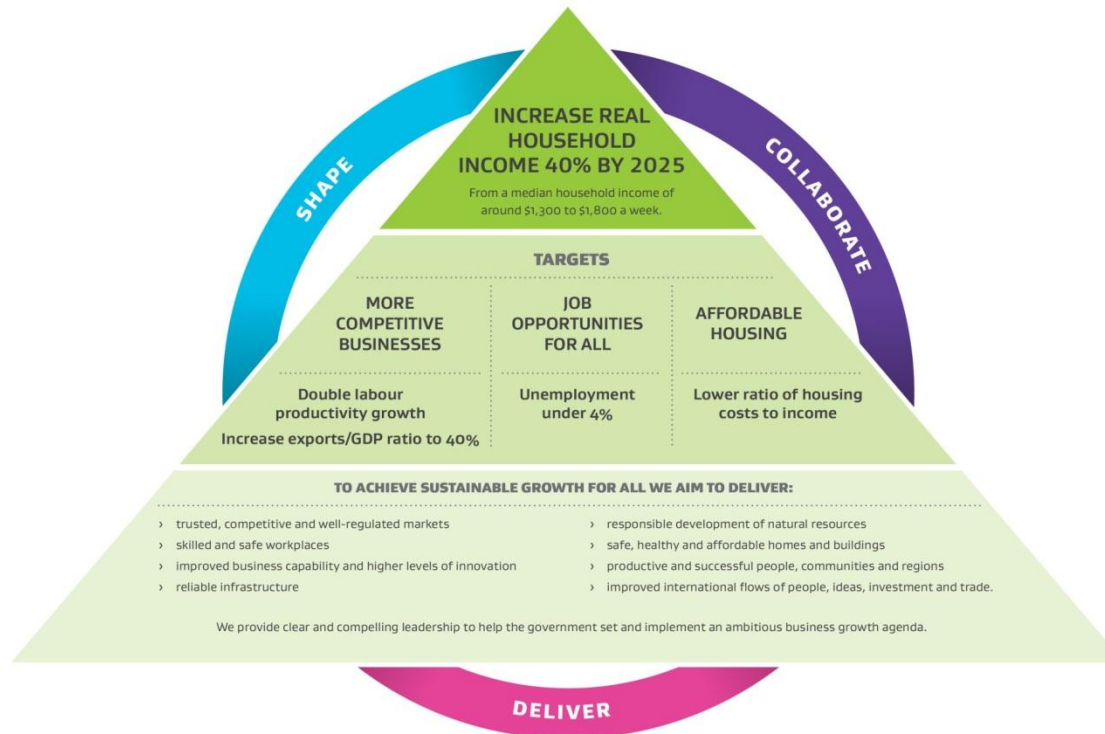 SHAPE
COLLABORATE
INCREASE REAL
HOUSEHOLD
INCOME 40% BY 2025
From a median household income of
around $1,300 to $1,800 a week.
TARGETS
MORE
COMPETITIVE
BUSINESSES
Double labour
productivity growth
Increase exports/GDP ratio to 40%
JOB
OPPORTUNITIES
FOR ALL
Unemployment
under 4%
AFFORDABLE
HOUSING
Lower ratio of housing
costs to income
TO ACHIEVE SUSTAINABLE GROWTH FOR ALL WE AIM TO DELIVER:
› trusted, competitive and well-regulated markets
› skilled and safe workplaces
› improved business capability and higher levels of innovation
› reliable infrastructure
› responsible development of natural resources
› safe, healthy and affordable homes and buildings
› productive and successful people, communities and regions
› improved international flows of people, ideas, investment and trade.
We provide clear and compelling leadership to help the government set and implement an ambitious business growth agenda.
DELIVER